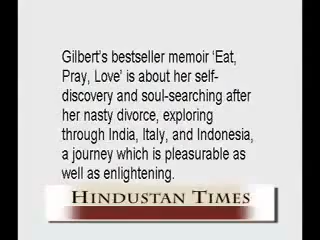 Gilbert's bestseller memoir 'Eat,
Pray, Love' is about her self-
discovery and soul-searching after
her nasty divorce, exploring
through India, Italy, and Indonesia,
a journey which is pleasurable as
well as enlightening.
HINDUSTAN TIMES